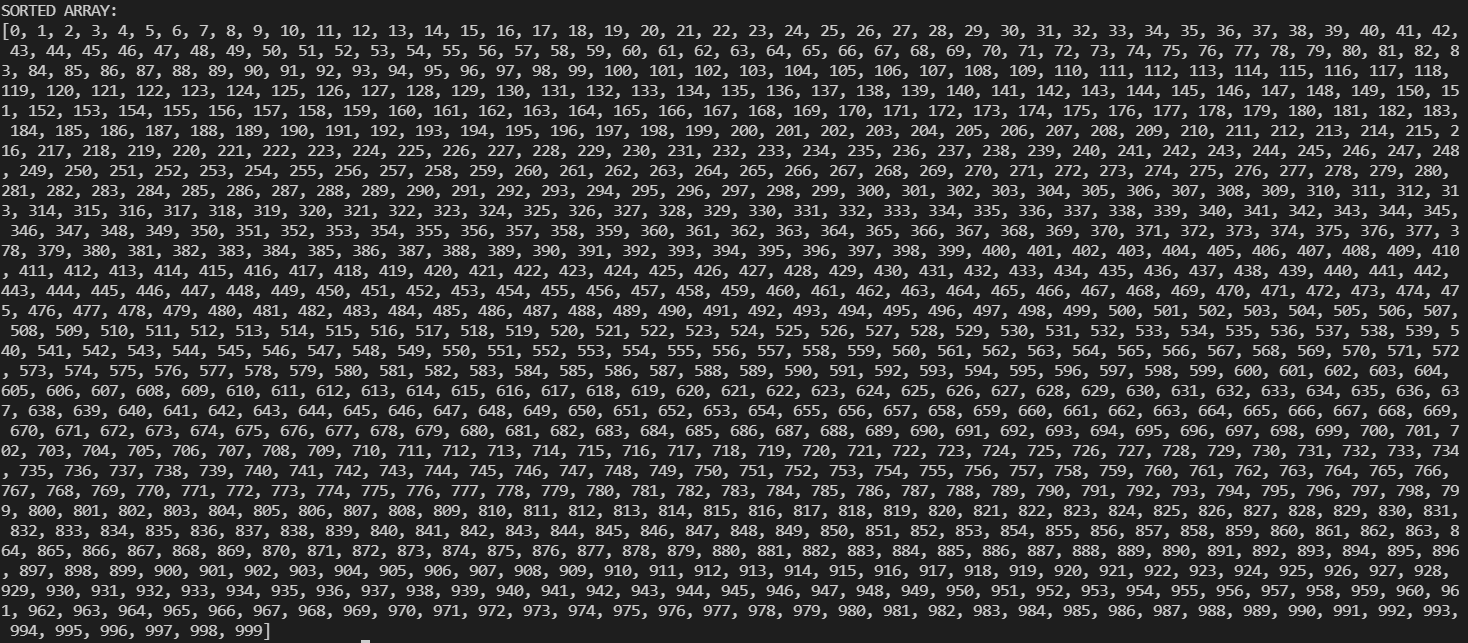 SORTED ARRAY:
[0, 1, 2, 3, 4, 5, 6, 7, 8, 9, 10, 11, 12, 13, 14, 15, 16, 17, 18, 19, 20, 21, 22, 23, 24, 25, 26, 27, 28, 29, 30, 31, 32, 33, 34, 35, 36, 37, 38, 39, 40, 41, 42,
43, 44, 45, 46, 47, 48, 49, 50, 51, 52, 53, 54, 55, 56, 57, 58, 59, 60, 61, 62, 63, 64, 65, 66, 67, 68, 69, 70, 71, 72, 73, 74, 75, 76, 77, 78, 79, 80, 81, 82, 8
3, 84, 85, 86, 87, 88, 89, 90, 91, 92, 93, 94, 95, 96, 97, 98, 99, 100, 101, 102, 103, 104, 105, 106, 107, 108, 109, 110, 111, 112, 113, 114, 115, 116, 117, 118,
119, 120, 121, 122, 123, 124, 125, 126, 127, 128, 129, 130, 131, 132, 133, 134, 135, 136, 137, 138, 139, 140, 141, 142, 143, 144, 145, 146, 147, 148, 149, 150, 15
1, 152, 153, 154, 155, 156, 157, 158, 159, 160, 161, 162, 163, 164, 165, 166, 167, 168, 169, 170, 171, 172, 173, 174, 175, 176, 177, 178, 179, 180, 181, 182, 183,
184, 185, 186, 187, 188, 189, 190, 191, 192, 193, 194, 195, 196, 197, 198, 199, 200, 201, 202, 203, 204, 205, 206, 207, 208, 209, 210, 211, 212, 213, 214, 215, 2
16, 217, 218, 219, 220, 221, 222, 223, 224, 225, 226, 227, 228, 229, 230, 231, 232, 233, 234, 235, 236, 237, 238, 239, 240, 241, 242, 243, 244, 245, 246, 247, 248
, 249, 250, 251, 252, 253, 254, 255, 256, 257, 258, 259, 260, 261, 262, 263, 264, 265, 266, 267, 268, 269, 270, 271, 272, 273, 274, 275, 276, 277, 278, 279, 280,
281, 282, 283, 284, 285, 286, 287, 288, 289, 290, 291, 292, 293, 294, 295, 296, 297, 298, 299, 300, 301, 302, 303, 304, 305, 306, 307, 308, 309, 310, 311, 312, 31
3, 314, 315, 316, 317, 318, 319, 320, 321, 322, 323, 324, 325, 326, 327, 328, 329, 330, 331, 332, 333, 334, 335, 336, 337, 338, 339, 340, 341, 342, 343, 344, 345,
346, 347, 348, 349, 350, 351, 352, 353, 354, 355, 356, 357, 358, 359, 360, 361, 362, 363, 364, 365, 366, 367, 368, 369, 370, 371, 372, 373, 374, 375, 376, 377, 3
78, 379, 380, 381, 382, 383, 384, 385, 386, 387, 388, 389, 390, 391, 392, 393, 394, 395, 396, 397, 398, 399, 400, 401, 402, 403, 404, 405, 406, 407, 408, 409, 410
, 411, 412, 413, 414, 415, 416, 417, 418, 419, 420, 421, 422, 423, 424, 425, 426, 427, 428, 429, 430, 431, 432, 433, 434, 435, 436, 437, 438, 439, 440, 441, 442,
443, 444, 445, 446, 447, 448, 449, 450, 451, 452, 453, 454, 455, 456, 457, 458, 459, 460, 461, 462, 463, 464, 465, 466, 467, 468, 469, 470, 471, 472, 473, 474, 47
5, 476, 477, 478, 479, 480, 481, 482, 483, 484, 485, 486, 487, 488, 489, 490, 491, 492, 493, 494, 495, 496, 497, 498, 499, 500, 501, 502, 503, 504, 505, 506, 507,
508, 509, 510, 511, 512, 513, 514, 515, 516, 517, 518, 519, 520, 521, 522, 523, 524, 525, 526, 527, 528, 529, 530, 531, 532, 533, 534, 535, 536, 537, 538, 539, 5
40, 541, 542, 543, 544, 545, 546, 547, 548, 549, 550, 551, 552, 553, 554, 555, 556, 557, 558, 559, 560, 561, 562, 563, 564, 565, 566, 567, 568, 569, 570, 571, 572
, 573, 574, 575, 576, 577, 578, 579, 580, 581, 582, 583, 584, 585, 586, 587, 588, 589, 590, 591, 592, 593, 594, 595, 596, 597, 598, 599, 600, 601, 602, 603, 604,
605, 606, 607, 608, 609, 610, 611, 612, 613, 614, 615, 616, 617, 618, 619, 620, 621, 622, 623, 624, 625, 626, 627, 628, 629, 630, 631, 632, 633, 634, 635, 636, 63
7, 638, 639, 640, 641, 642, 643, 644, 645, 646, 647, 648, 649, 650, 651, 652, 653, 654, 655, 656, 657, 658, 659, 660, 661, 662, 663, 664, 665, 666, 667, 668, 669,
670, 671, 672, 673, 674, 675, 676, 677, 678, 679, 680, 681, 682, 683, 684, 685, 686, 687, 688, 689, 690, 691, 692, 693, 694, 695, 696, 697, 698, 699, 700, 701, 7
02, 703, 704, 705, 706, 707, 708, 709, 710, 711, 712, 713, 714, 715, 716, 717, 718, 719, 720, 721, 722, 723, 724, 725, 726, 727, 728, 729, 730, 731, 732, 733, 734
, 735, 736, 737, 738, 739, 740, 741, 742, 743, 744, 745, 746, 747, 748, 749, 750, 751, 752, 753, 754, 755, 756, 757, 758, 759, 760, 761, 762, 763, 764, 765, 766,
767, 768, 769, 770, 771, 772, 773, 774, 775, 776, 777, 778, 779, 780, 781, 782, 783, 784, 785, 786, 787, 788, 789, 790, 791, 792, 793, 794, 795, 796, 797, 798, 79
9, 800, 801, 802, 803, 804, 805, 806, 807, 808, 809, 810, 811, 812, 813, 814, 815, 816, 817, 818, 819, 820, 821, 822, 823, 824, 825, 826, 827, 828, 829, 830, 831,
832, 833, 834, 835, 836, 837, 838, 839, 840, 841, 842, 843, 844, 845, 846, 847, 848, 849, 850, 851, 852, 853, 854, 855, 856, 857, 858, 859, 860, 861, 862, 863, 8
64, 865, 866, 867, 868, 869, 870, 871, 872, 873, 874, 875, 876, 877, 878, 879, 880, 881, 882, 883, 884, 885, 886, 887, 888, 889, 890, 891, 892, 893, 894, 895, 896
, 897, 898, 899, 900, 901, 902, 903, 904, 905, 906, 907, 908, 909, 910, 911, 912, 913, 914, 915, 916, 917, 918, 919, 920, 921, 922, 923, 924, 925, 926, 927, 928,
929, 930, 931, 932, 933, 934, 935, 936, 937, 938, 939, 940, 941, 942, 943, 944, 945, 946, 947, 948, 949, 950, 951, 952, 953, 954, 955, 956, 957, 958, 959, 960, 96
1, 962, 963, 964, 965, 966, 967, 968, 969, 970, 971, 972, 973, 974, 975, 976, 977, 978, 979, 980, 981, 982, 983, 984, 985, 986, 987, 988, 989, 990, 991, 992, 993,
994, 995, 996, 997, 998, 999]